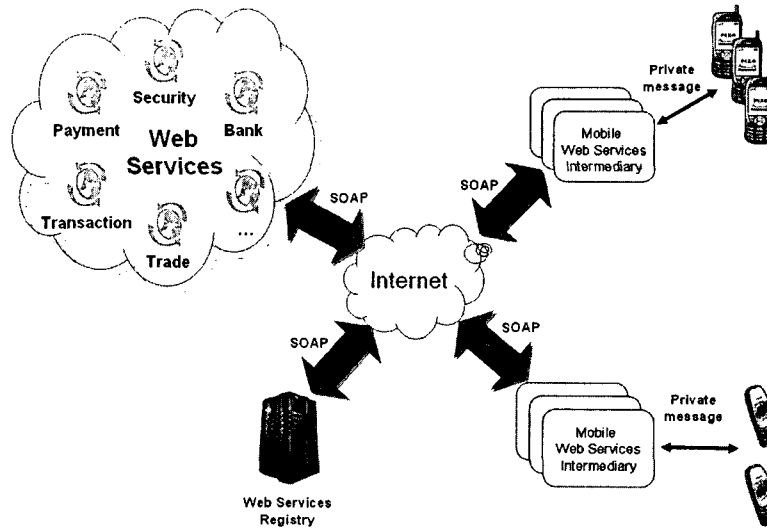 Security
Payment
Bank
Web
Services
Transaction
Trade
...
SOAP
SOAP
Internet
SOAP
SOAP
Private
message
Mobile
Web Services
Intermediary
Private
message
Mobile
Web Services
Intermediary
Web Services
Registry